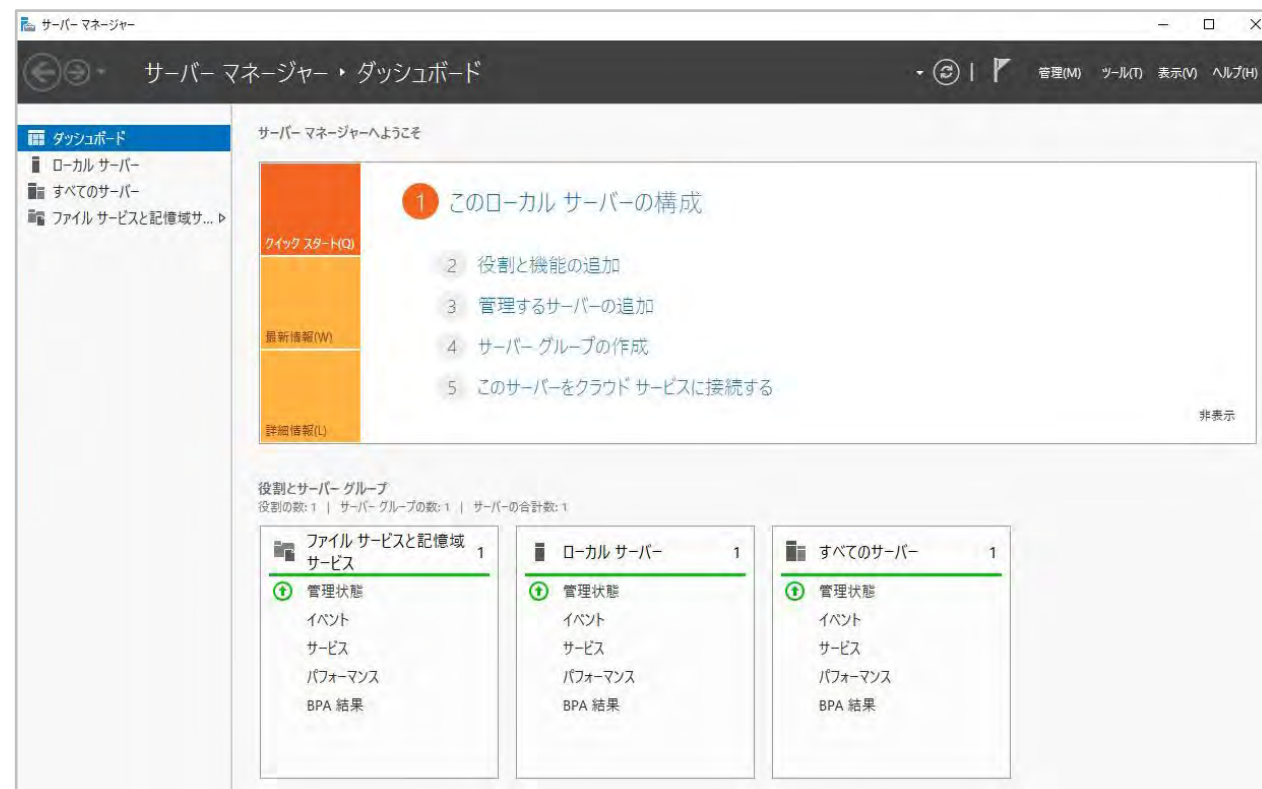 サーバー マネージャー
サーバー マネージャー ・ ダッシュボード
管理(M) ツール(T) 表示(V) ヘルプ(H)
ダッシュボード
ローカル サーバー
すべてのサーバー
ファイル サービスと記憶域サ...
サーバー マネージャーへようこそ
クイック スタート(Q)
最新情報(W)
詳細情報(L)
1 このローカル サーバーの構成
2 役割と機能の追加
3 管理するサーバーの追加
4 サーバー グループの作成
5 このサーバーをクラウド サービスに接続する
非表示
役割とサーバー グループ
役割の数: 1 | サーバー グループの数: 1 | サーバーの合計数: 1
ファイル サービスと記憶域
サービス
1
管理状態
イベント
サービス
パフォーマンス
BPA 結果
ローカル サーバー 1
管理状態
イベント
サービス
パフォーマンス
BPA 結果
すべてのサーバー 1
管理状態
イベント
サービス
パフォーマンス
BPA 結果